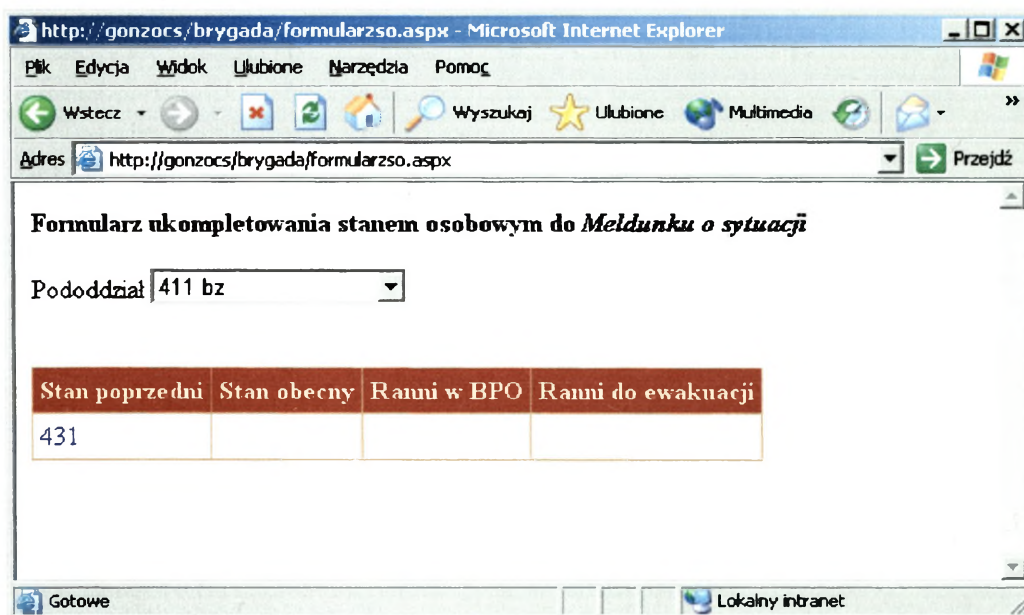 http://gonzocs/brygada/formularzso.aspx - Microsoft Internet Explorer
Plik Edycja Widok Ulubione Narzędzia Pomoc
Wstecz Wyszukaj Ulubione Multimedia »
Adres http://gonzocs/brygada/formularzso.aspx Przejdź
Formularz ukompletowania stanem osobowym do Meldunku o sytuacji
Pododdział 411 bz
Stan poprzedni Stan obecny Ranni w BPO Ranni do ewakuacji
431
Gotowe Lokalny intranet